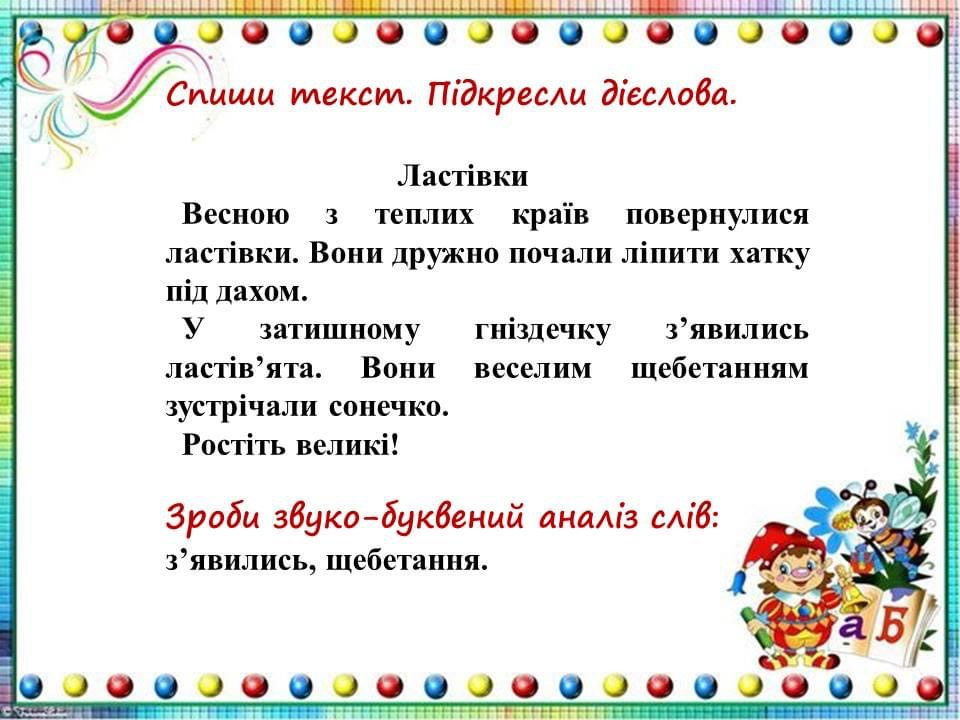 Спиши текст. Підкресли дієслова.
Ластівки
Весною з теплих країв повернулися
ластівки. Вони дружно почали ліпити хатку
під дахом.
У затишному гніздечку з’явились
ластів’ята. Вони веселим щебетанням
зустрічали сонечко.
Ростіть великі!
Зроби звуко-буквений аналіз слів:
з’явились, щебетання.
а Б